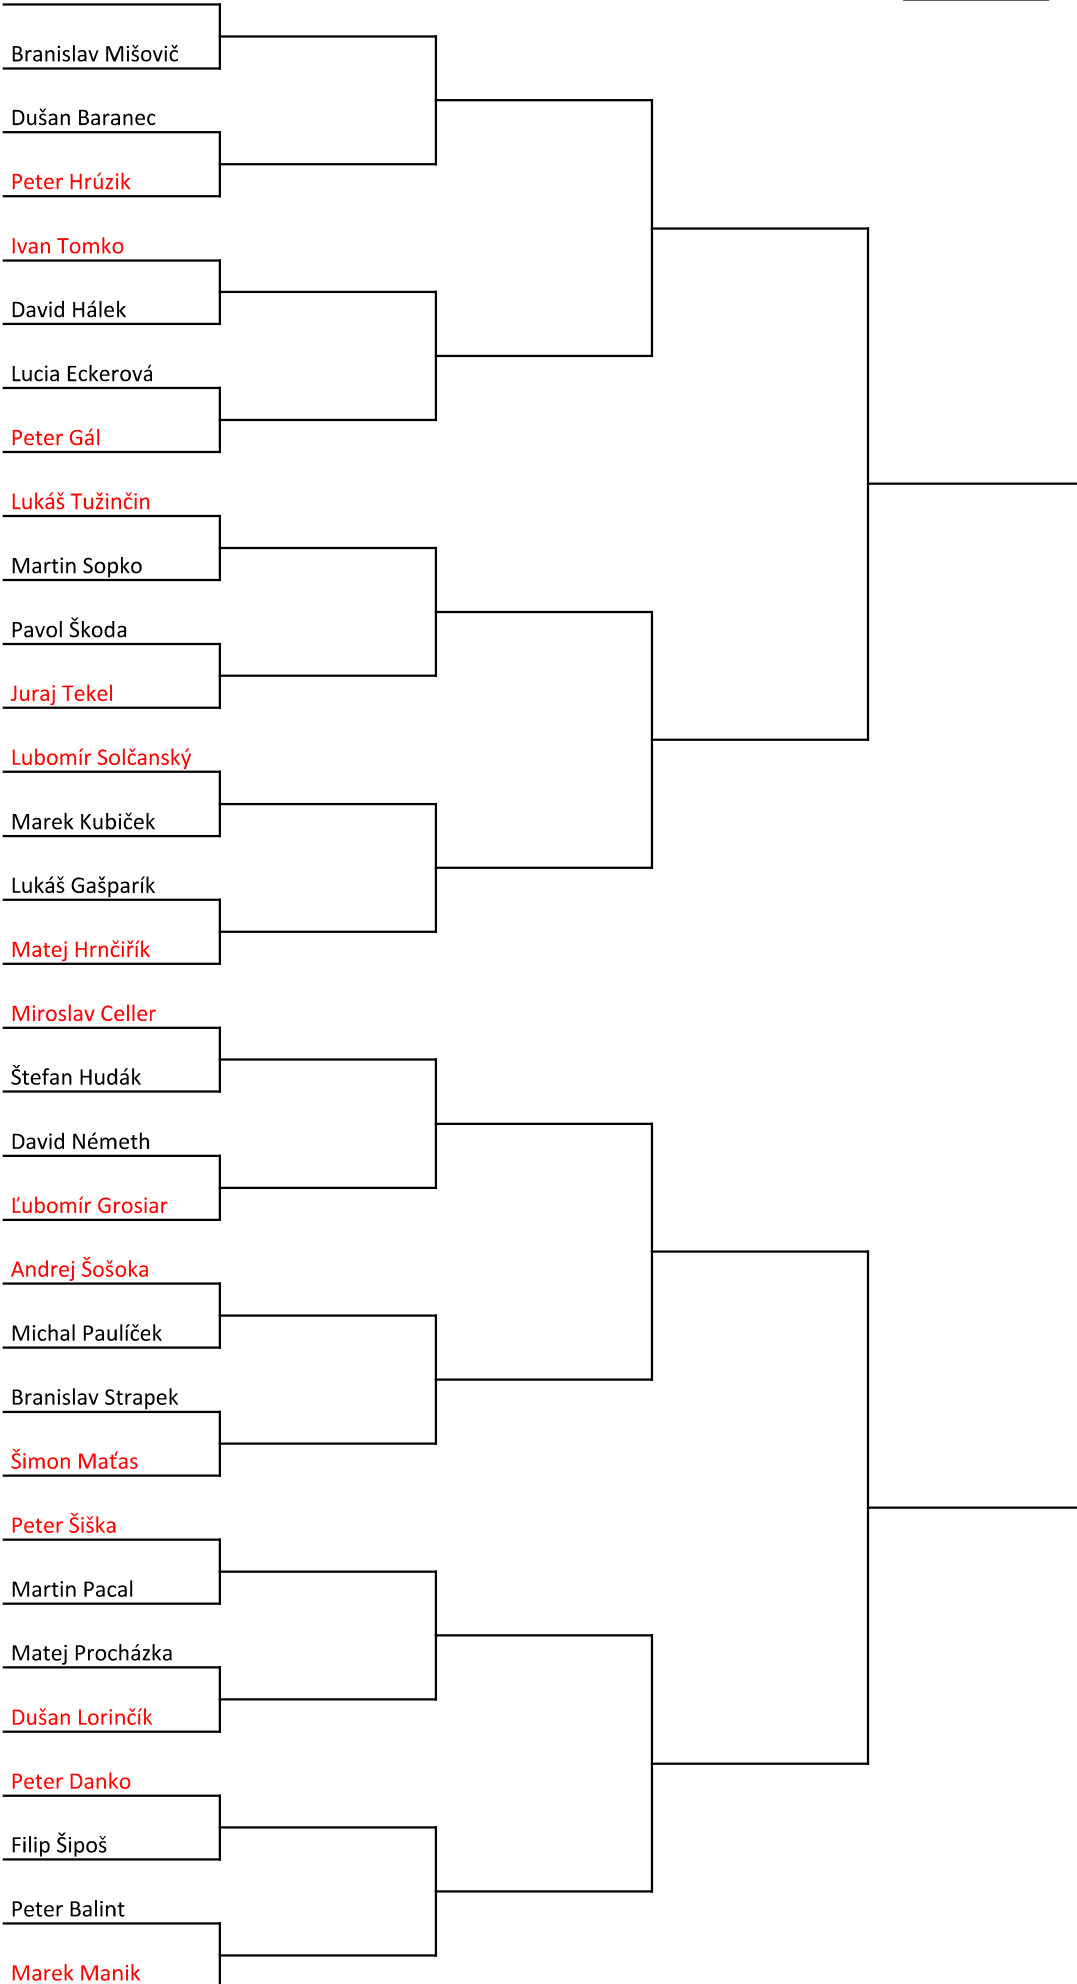 Branislav Mišovič
Dušan Baranec
Peter Hrúzik
Ivan Tomko
David Hálek
Lucia Eckerová
Peter Gál
Lukáš Tužinčin
Martin Sopko
Pavol Škoda
Juraj Tekel
Lubomír Solčanský
Marek Kubiček
Lukáš Gašparík
Matej Hrnčiřík
Miroslav Celler
Štefan Hudák
David Németh
Ľubomír Grosiar
Andrej Šošoka
Michal Paulíček
Branislav Strapek
Šimon Maťas
Peter Šiška
Martin Pacal
Matej Procházka
Dušan Lorinčík
Peter Danko
Filip Šipoš
Peter Balint
Marek Manik